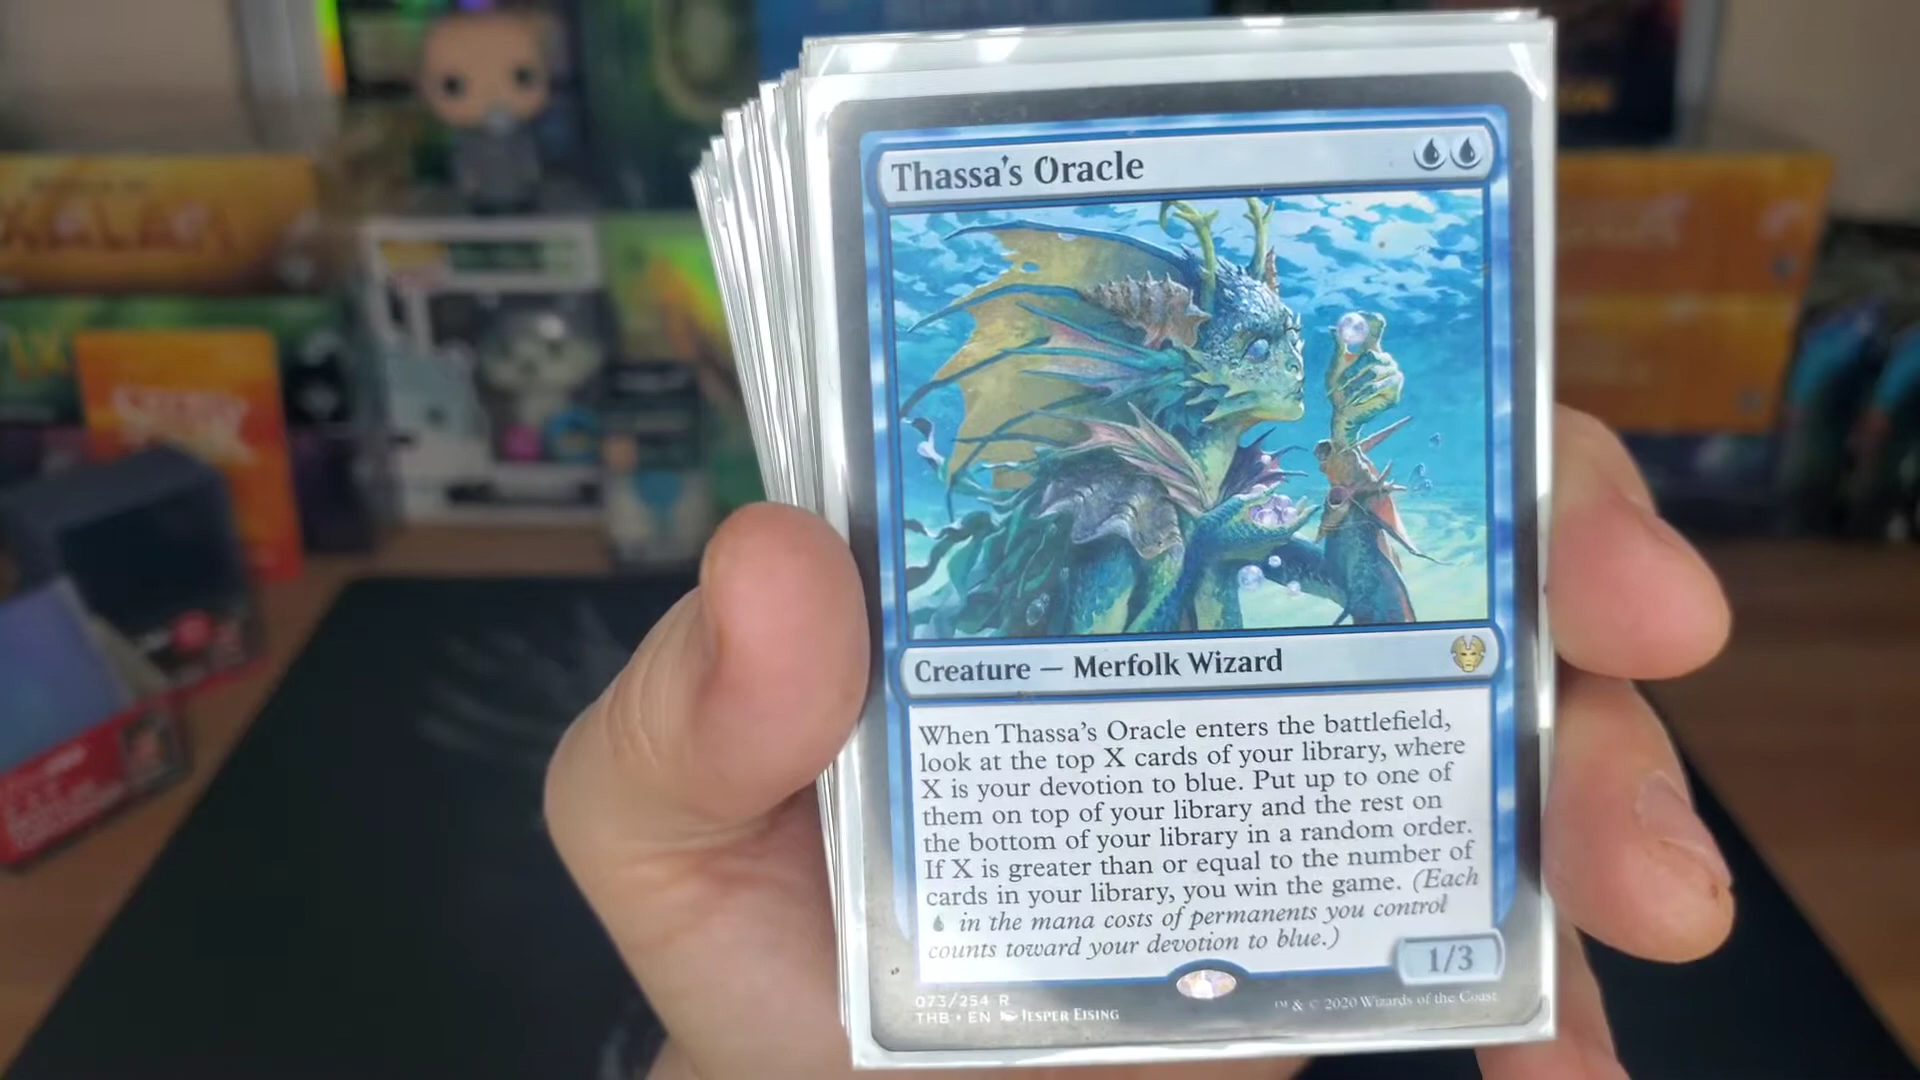 Thassa's Oracle
Creature — Merfolk Wizard
When Thassa's Oracle enters the battlefield,
look at the top X cards of your library, where
X is your devotion to blue. Put up to one of
them on top of your library and the rest on
the bottom of your library in a random order.
If X is greater than or equal to the number of
cards in your library, you win the game. (Each
in the mana costs of permanents you control
counts toward your devotion to blue.)
1/3
073/254 R
THB • EN JESPER EISING
™ & © 2020 Wizards of the Coast